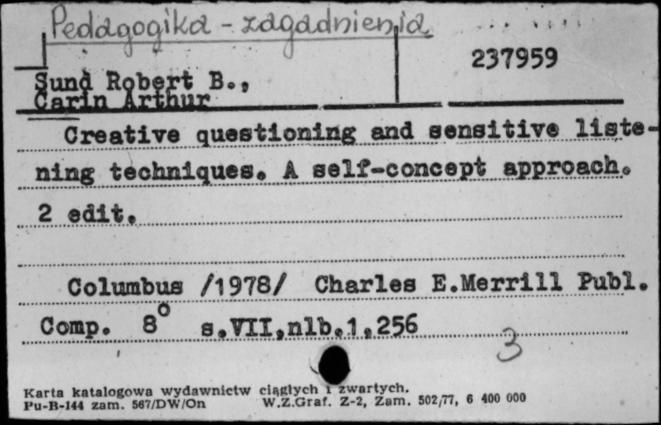 Pedagogika - zagadnienia
237959
Sund Robert B.,
Carin Arthur
Creative questioning and sensitive liste-
ning techniques. A self-concept approach.
2 edit.
Columbus /1978/ Charles E.Merrill Publ.
Comp. 8° s.VII,nlb.1,256
3
Karta katalogowa wydawnictw ciągłych i zwartych.
Pu-B-144 zam. 567/DW/On W.Z.Graf. Z-2, Zam. 502/77, 6 400 000